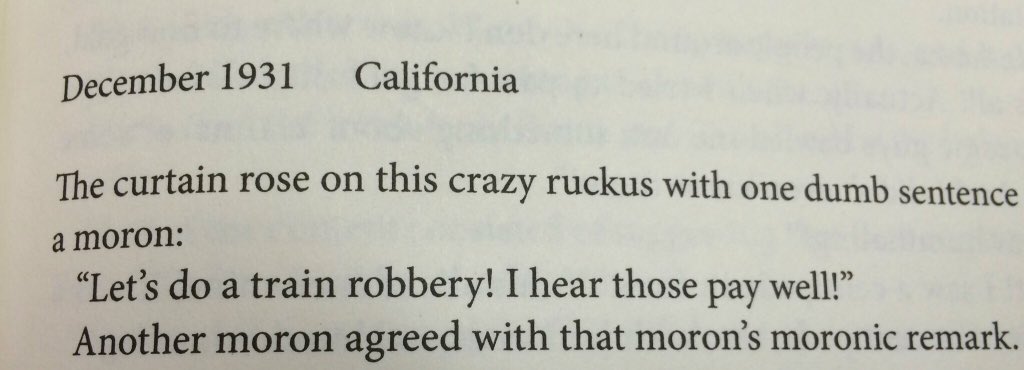 December 1931 California
The curtain rose on this crazy ruckus with one dumb sentence
a moron:
“Let’s do a train robbery! I hear those pay well!”
Another moron agreed with that moron’s moronic remark.